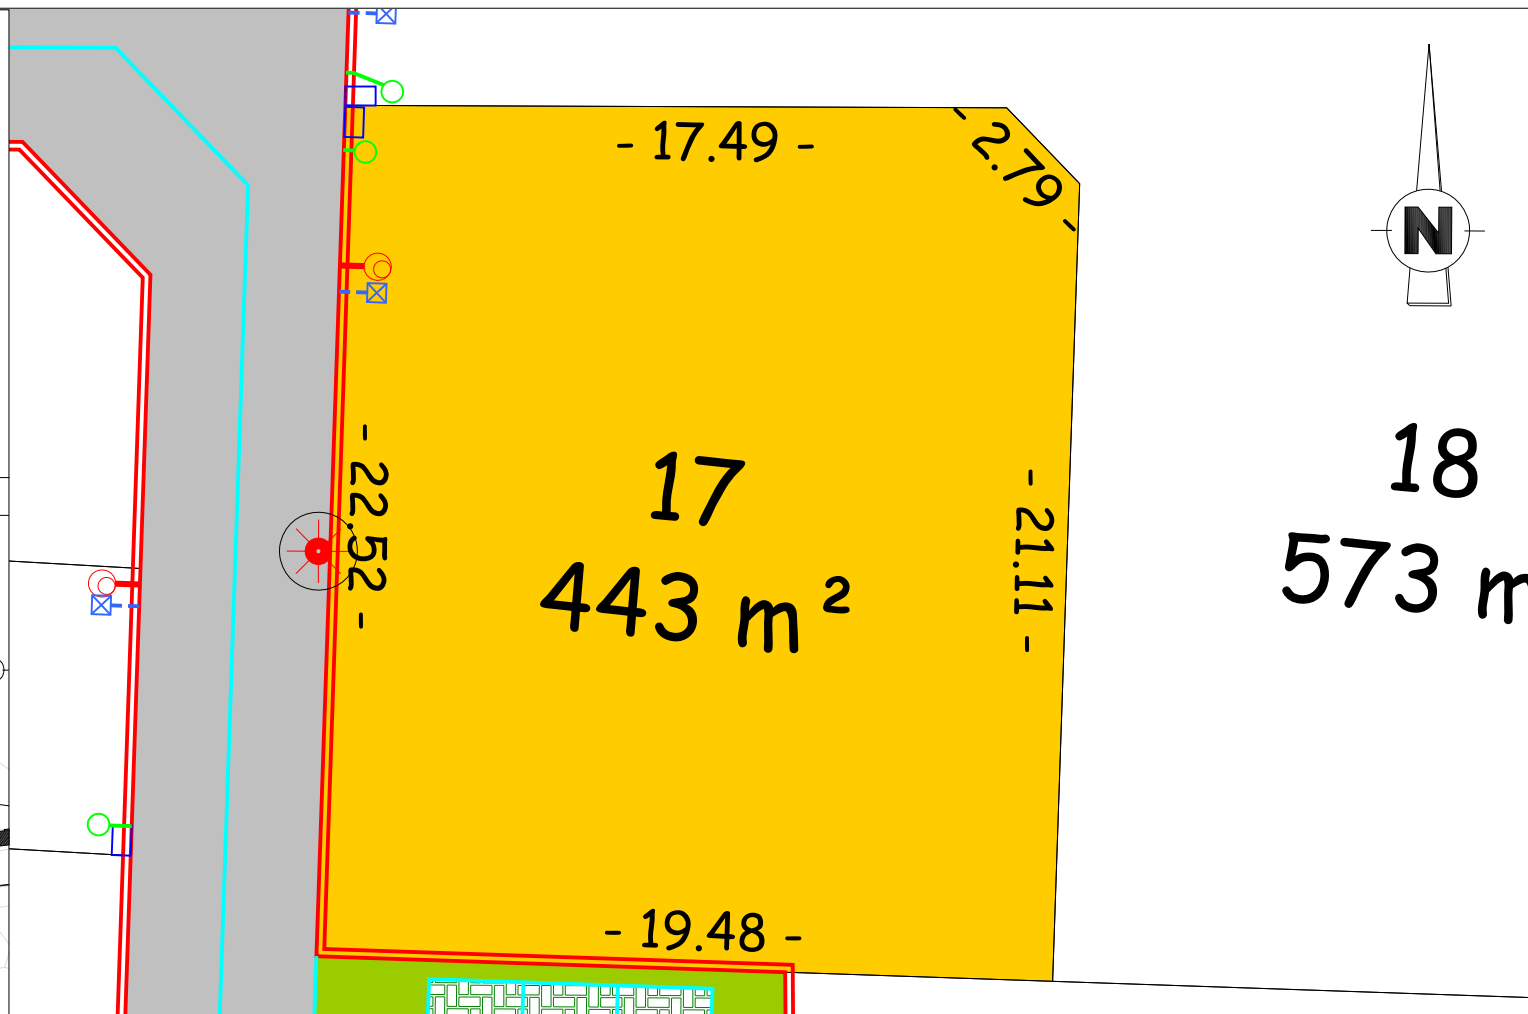 - 17.49 -
- 2.79 -
N
- 22.52 -
17
443 m²
- 21.11 -
18
573 m
- 19.48 -